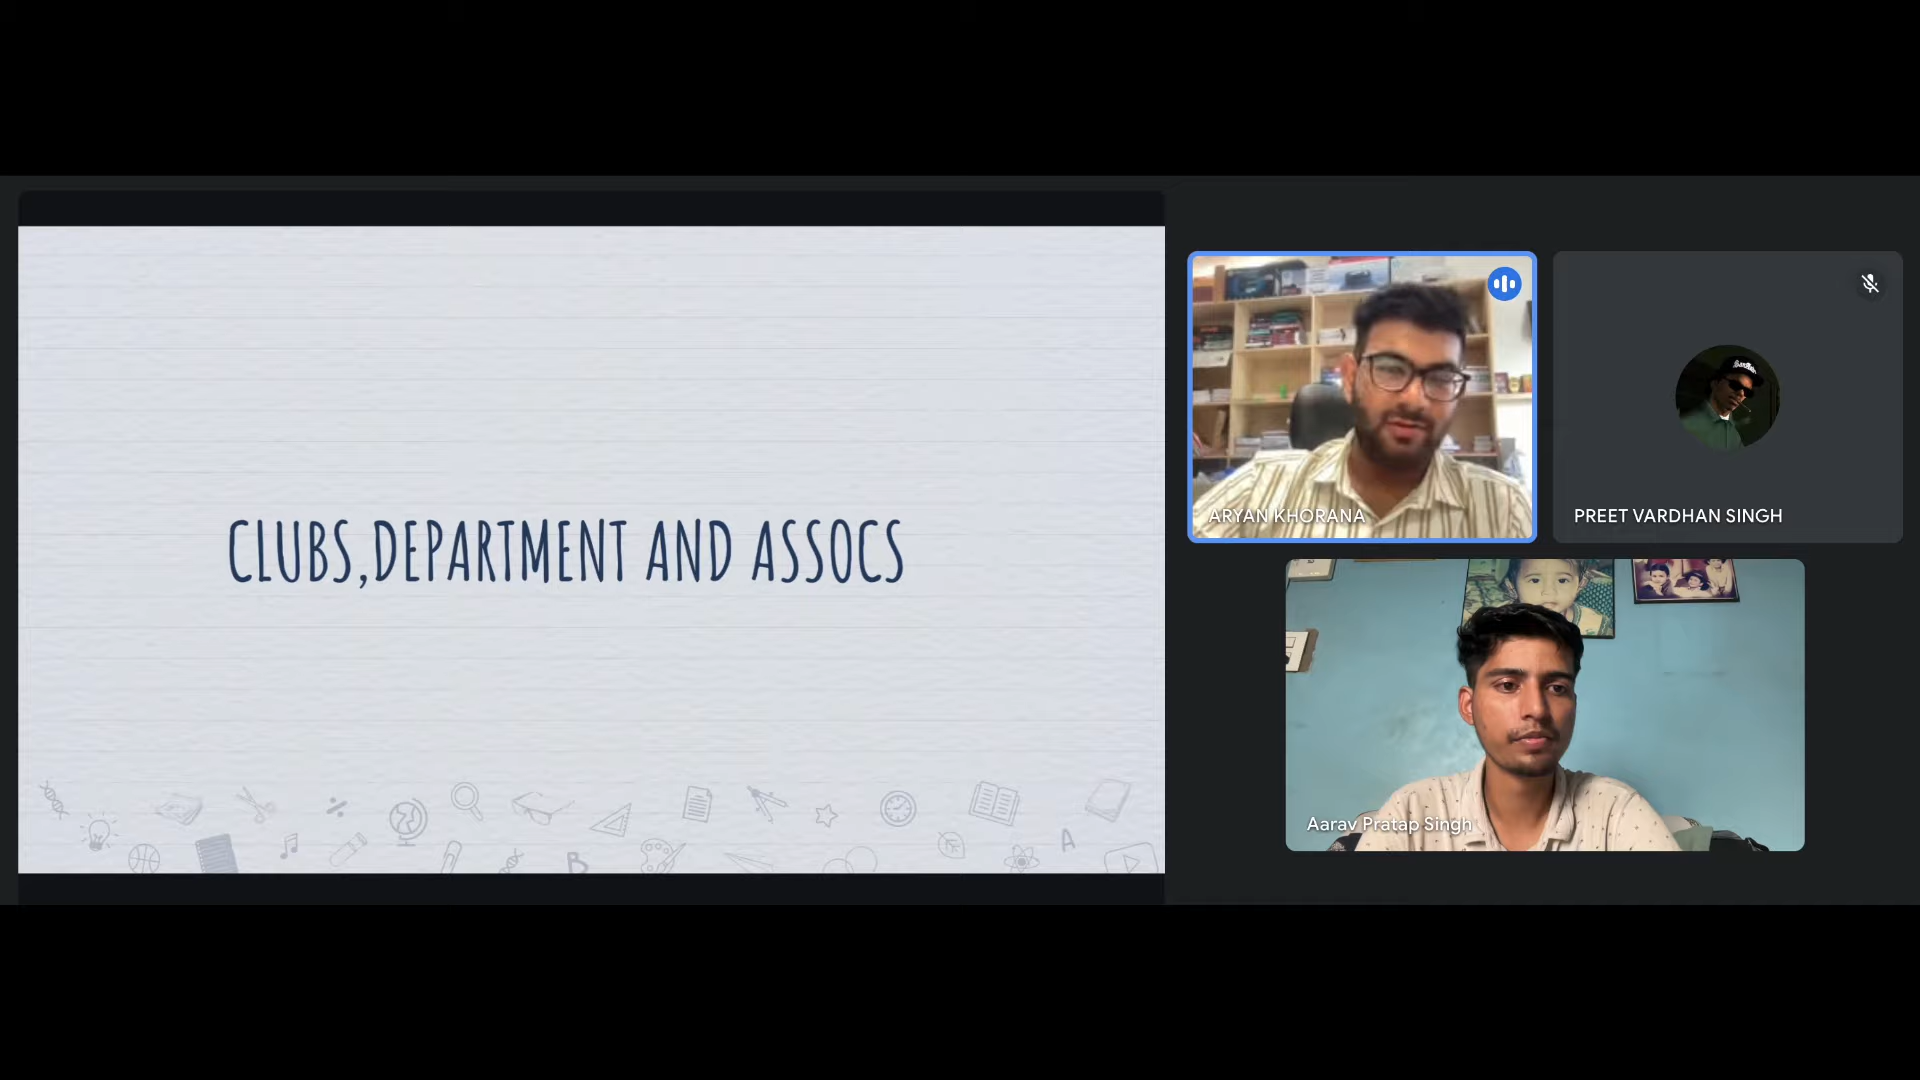 CLUBS,DEPARTMENT AND ASSOCS
ARYAN KHORANA
PREET VARDHAN SINGH
Aarav Pratap Singh
B
A